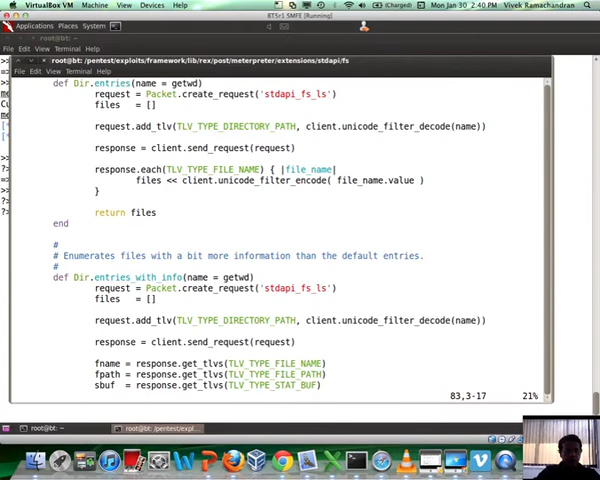 VirtualBox VM Machine View Devices Help (Charged) Mon Jan 30 2:40 PM Vivek Ramachandran
BT5r1 SMFE [Running]
Applications Places System
root@bt: ~
File Edit View Terminal Help
root@bt: /pentest/exploits/framework/lib/rex/post/meterpreter/extensions/stdapi/fs
File Edit View Terminal Help
def Dir.entries(name = getwd)
request = Packet.create_request('stdapi_fs_ls')
files = []
request.add_tlv(TLV_TYPE_DIRECTORY_PATH, client.unicode_filter_decode(name))
response = client.send_request(request)
response.each(TLV_TYPE_FILE_NAME) { |file_name|
files << client.unicode_filter_encode( file_name.value )
}
return files
end
#
# Enumerates files with a bit more information than the default entries.
#
def Dir.entries_with_info(name = getwd)
request = Packet.create_request('stdapi_fs_ls')
files = []
request.add_tlv(TLV_TYPE_DIRECTORY_PATH, client.unicode_filter_decode(name))
response = client.send_request(request)
fname = response.get_tlvs(TLV_TYPE_FILE_NAME)
fpath = response.get_tlvs(TLV_TYPE_FILE_PATH)
sbuf = response.get_tlvs(TLV_TYPE_STAT_BUF)
83,3-17 21%
root@bt: ~ root@bt: /pentest/expl...